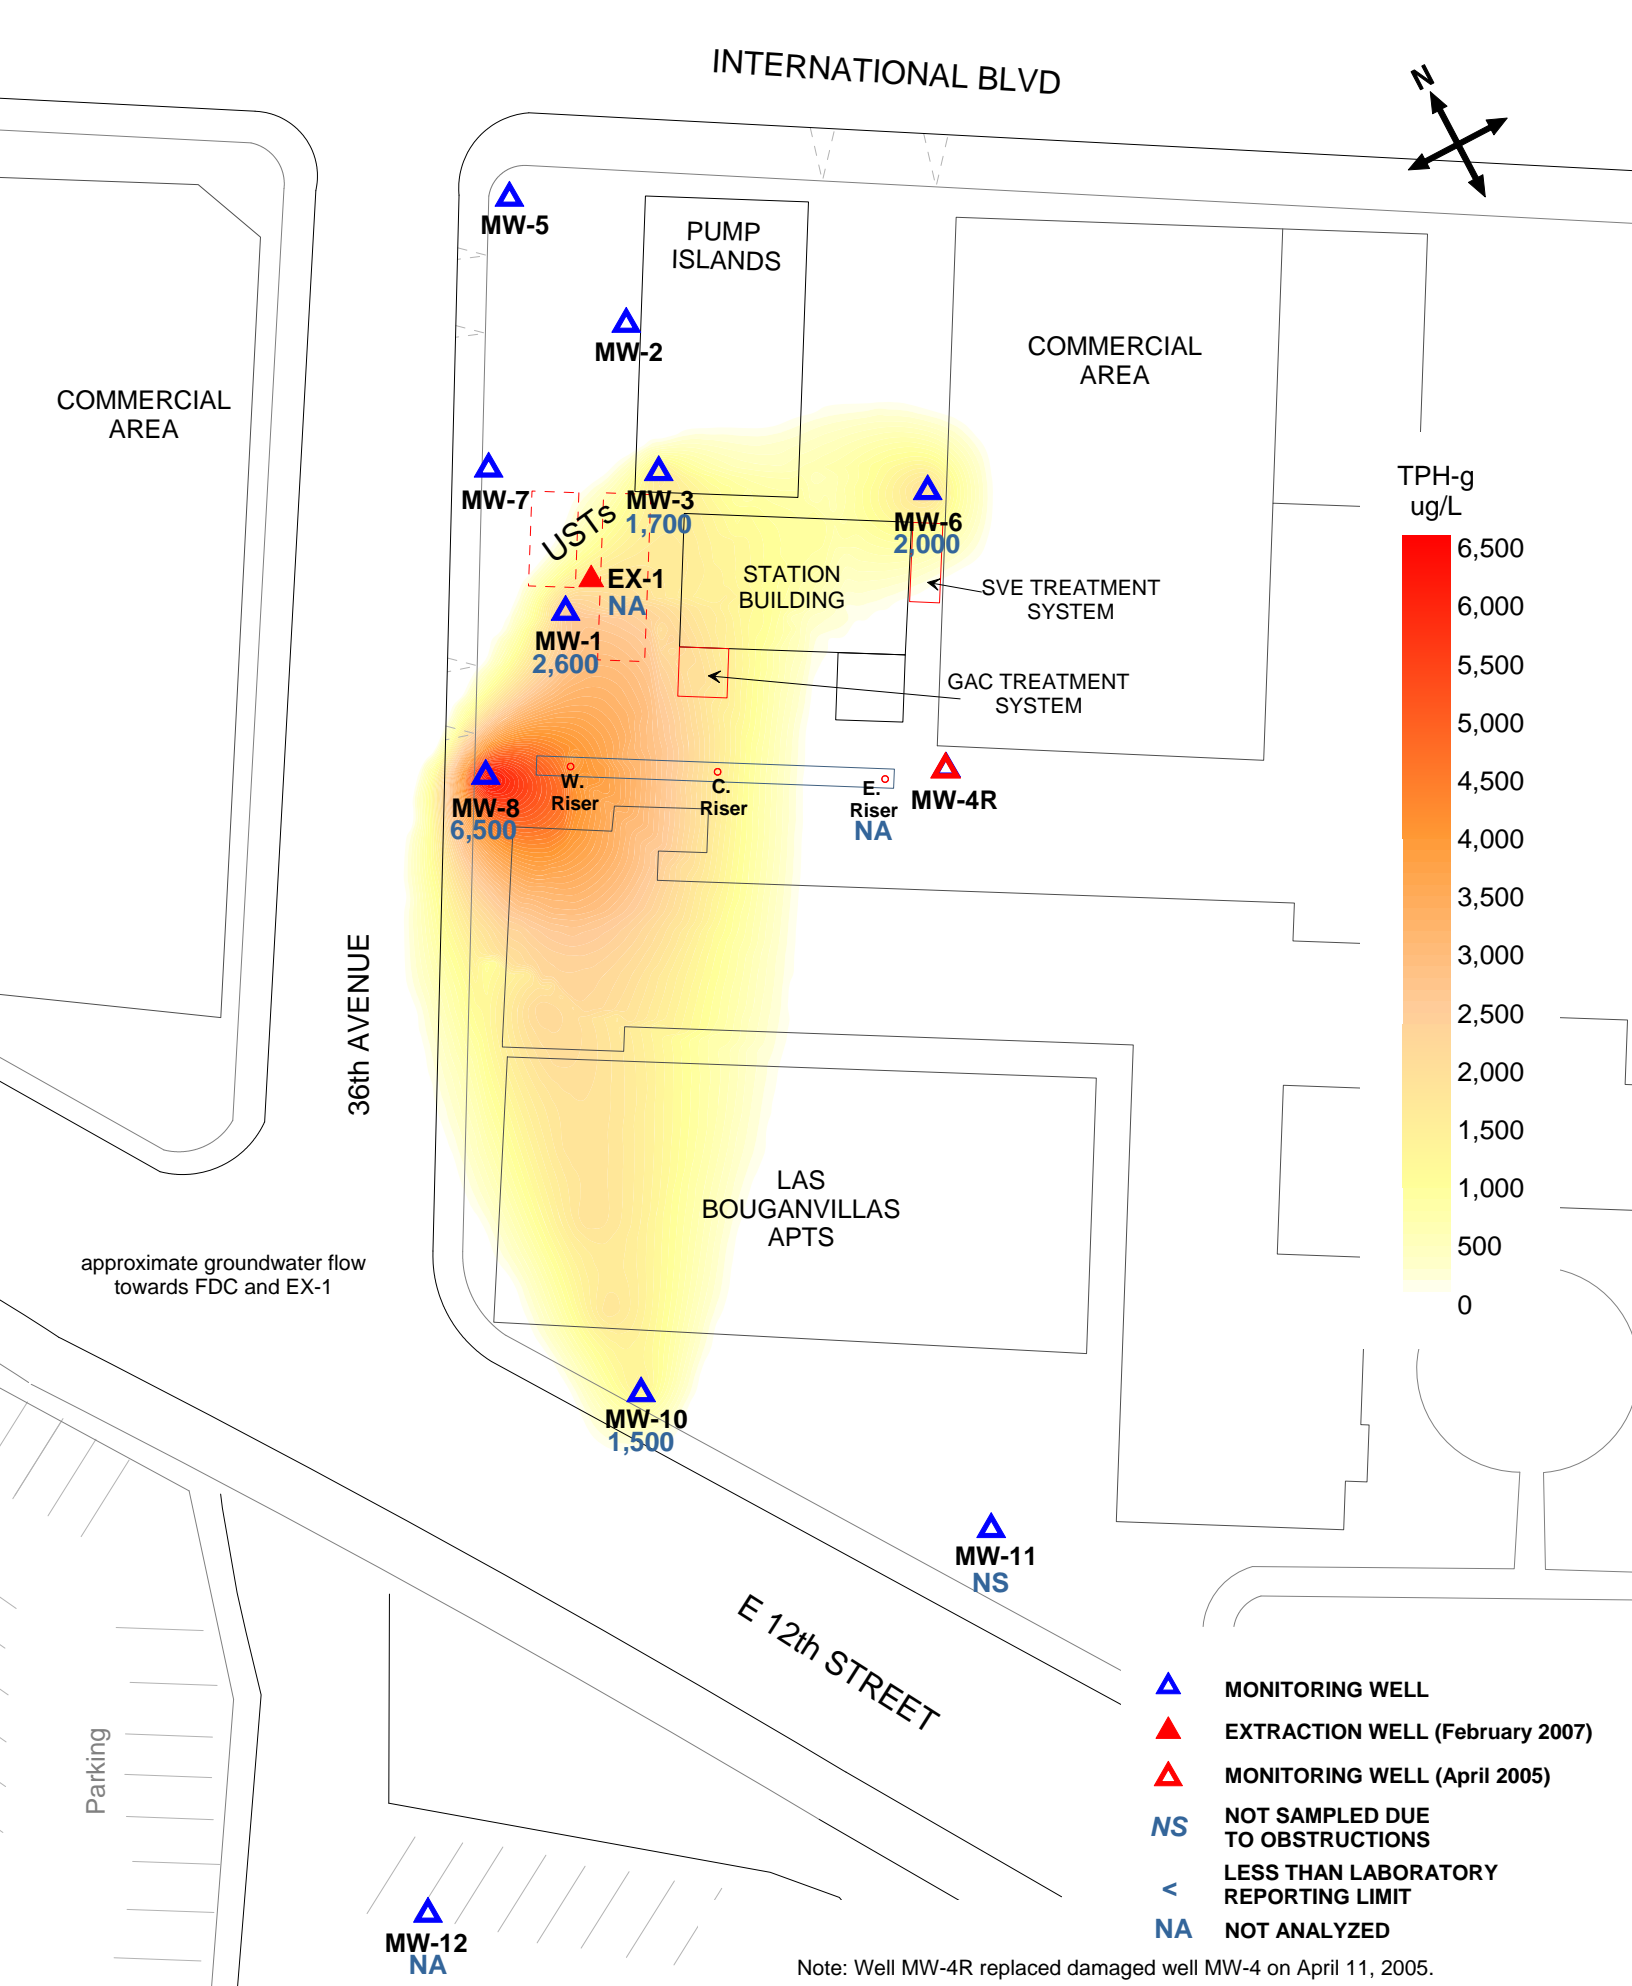 INTERNATIONAL BLVD
N
MW-5
PUMP
ISLANDS
MW-2
COMMERCIAL
AREA
COMMERCIAL
AREA
MW-7
USTs
MW-3
1,700
MW-6
2,000
EX-1
NA
STATION
BUILDING
SVE TREATMENT
SYSTEM
MW-1
2,600
GAC TREATMENT
SYSTEM
MW-8
6,500
W.
Riser
C.
Riser
E.
Riser
NA
MW-4R
TPH-g
ug/L
6,500
6,000
5,500
5,000
4,500
4,000
3,500
3,000
2,500
2,000
1,500
1,000
500
0
36th AVENUE
LAS
BOUGANVILLAS
APTS
approximate groundwater flow
towards FDC and EX-1
MW-10
1,500
MW-11
NS
E 12th STREET
Parking
MW-12
NA
MONITORING WELL
EXTRACTION WELL (February 2007)
MONITORING WELL (April 2005)
NS NOT SAMPLED DUE
TO OBSTRUCTIONS
< LESS THAN LABORATORY
REPORTING LIMIT
NA NOT ANALYZED
Note: Well MW-4R replaced damaged well MW-4 on April 11, 2005.